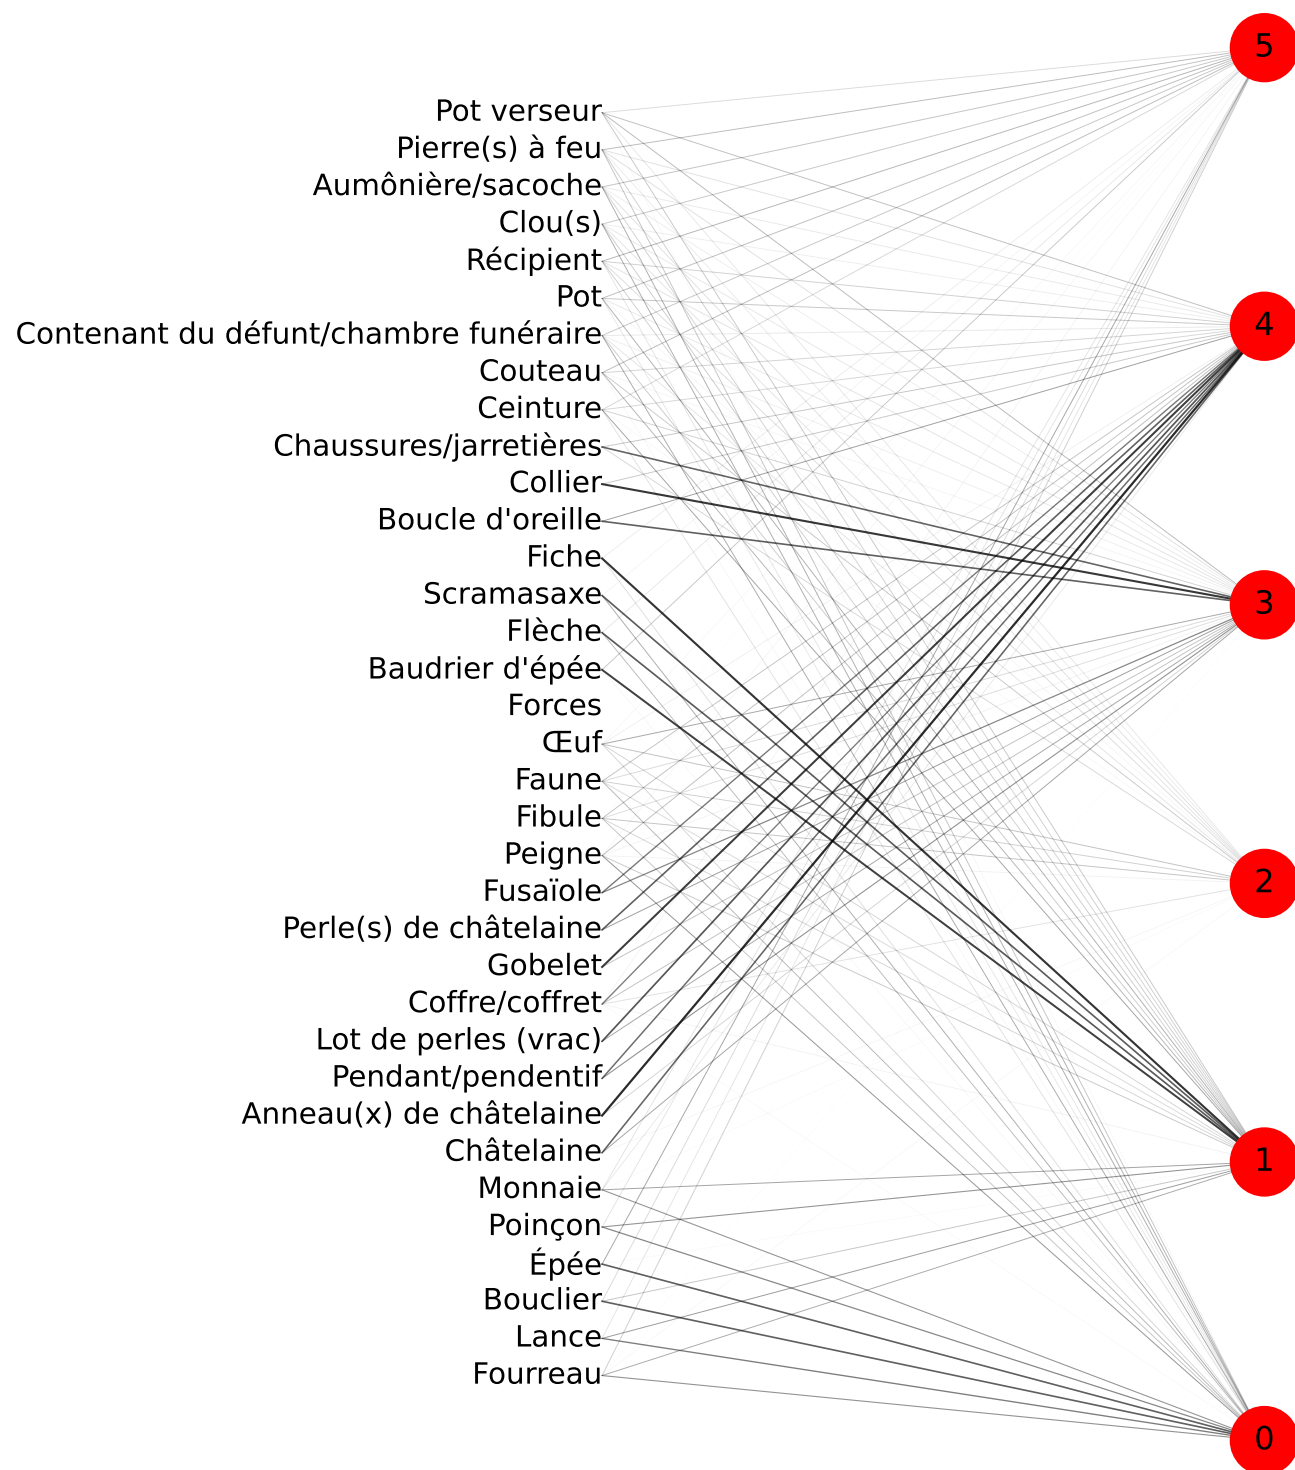 5
Pot verseur
Pierre(s) à feu
Aumônière/sacoche
Clou(s)
Récipient
Pot
4
Contenant du défunt/chambre funéraire
Couteau
Ceinture
Chaussures/jarretières
Collier
Boucle d'oreille
Fiche
Scramasaxe
3
Flèche
Baudrier d'épée
Forces
Œuf
Faune
Fibule
Peigne
2
Fusaïole
Perle(s) de châtelaine
Gobelet
Coffre/coffret
Lot de perles (vrac)
Pendant/pendentif
Anneau(x) de châtelaine
Châtelaine
1
Monnaie
Poinçon
Épée
Bouclier
Lance
Fourreau
0